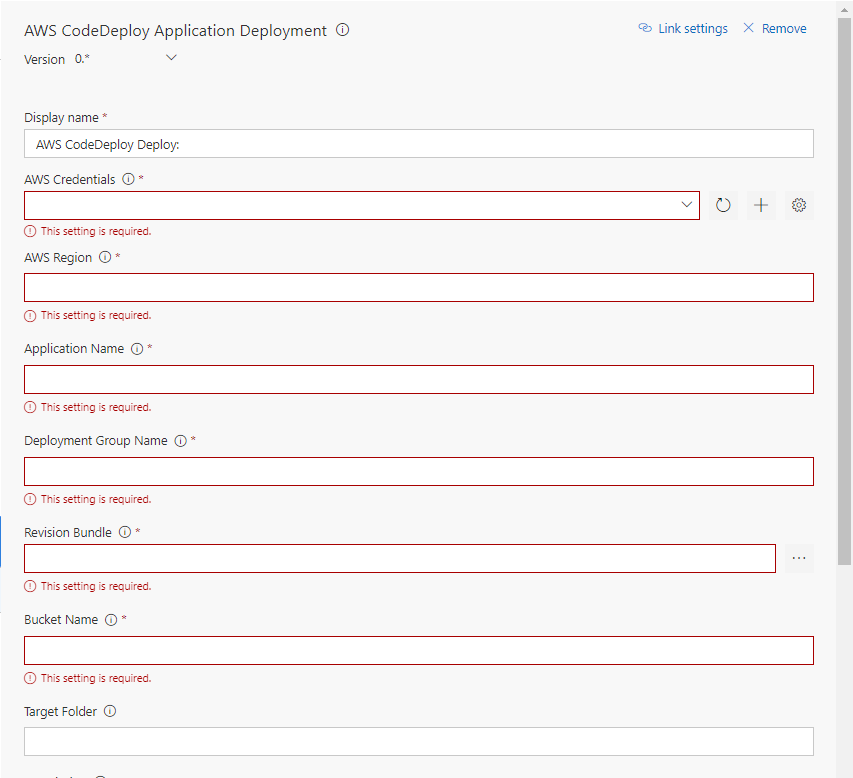 AWS CodeDeploy Application Deployment
Link settings
Remove
Version 0.*
Display name *
AWS CodeDeploy Deploy:
AWS Credentials *
This setting is required.
AWS Region *
This setting is required.
Application Name *
This setting is required.
Deployment Group Name *
This setting is required.
Revision Bundle *
...
This setting is required.
Bucket Name *
This setting is required.
Target Folder